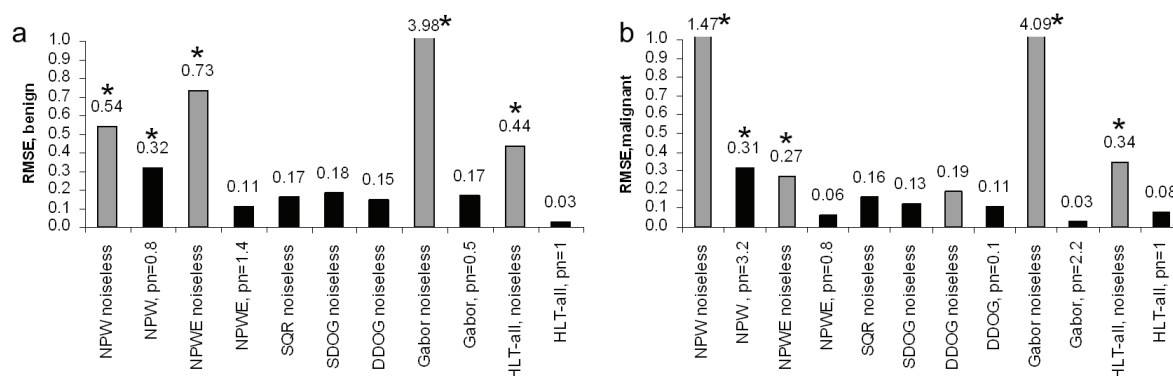 a
RMSE, benign
1.0
0.9
0.8
0.7
0.6
0.5
0.4
0.3
0.2
0.1
0.0
*
0.54
*
0.32
*
0.73
0.11
0.17
0.18
0.15
3.98*
0.17
*
0.44
0.03
NPW noiseless
NPW, pn=0.8
NPWE noiseless
NPWE, pn=1.4
SQR noiseless
SDOG noiseless
DDOG noiseless
Gabor noiseless
Gabor, pn=0.5
HLT-all, noiseless
HLT-all, pn=1
b
RMSE,malignant
1.0
0.9
0.8
0.7
0.6
0.5
0.4
0.3
0.2
0.1
0.0
1.47*
*
0.31
*
0.27
0.06
0.16
0.13
0.19
0.11
4.09*
0.03
*
0.34
0.08
NPW noiseless
NPW, pn=3.2
NPWE noiseless
NPWE, pn=0.8
SQR noiseless
SDOG noiseless
DDOG noiseless
DDOG, pn=0.1
Gabor noiseless
Gabor, pn=2.2
HLT-all, noiseless
HLT-all, pn=1